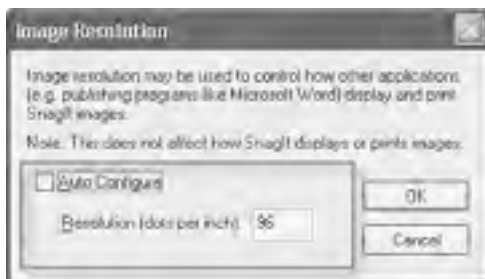 Image Resolution
Image resolution may be used to control how other applications
(e.g. publishing programs like Microsoft Word) display and print
SnagIt images.
Note: This does not affect how SnagIt displays or prints images.
Auto Configure
Resolution (dots per inch): 96
OK
Cancel